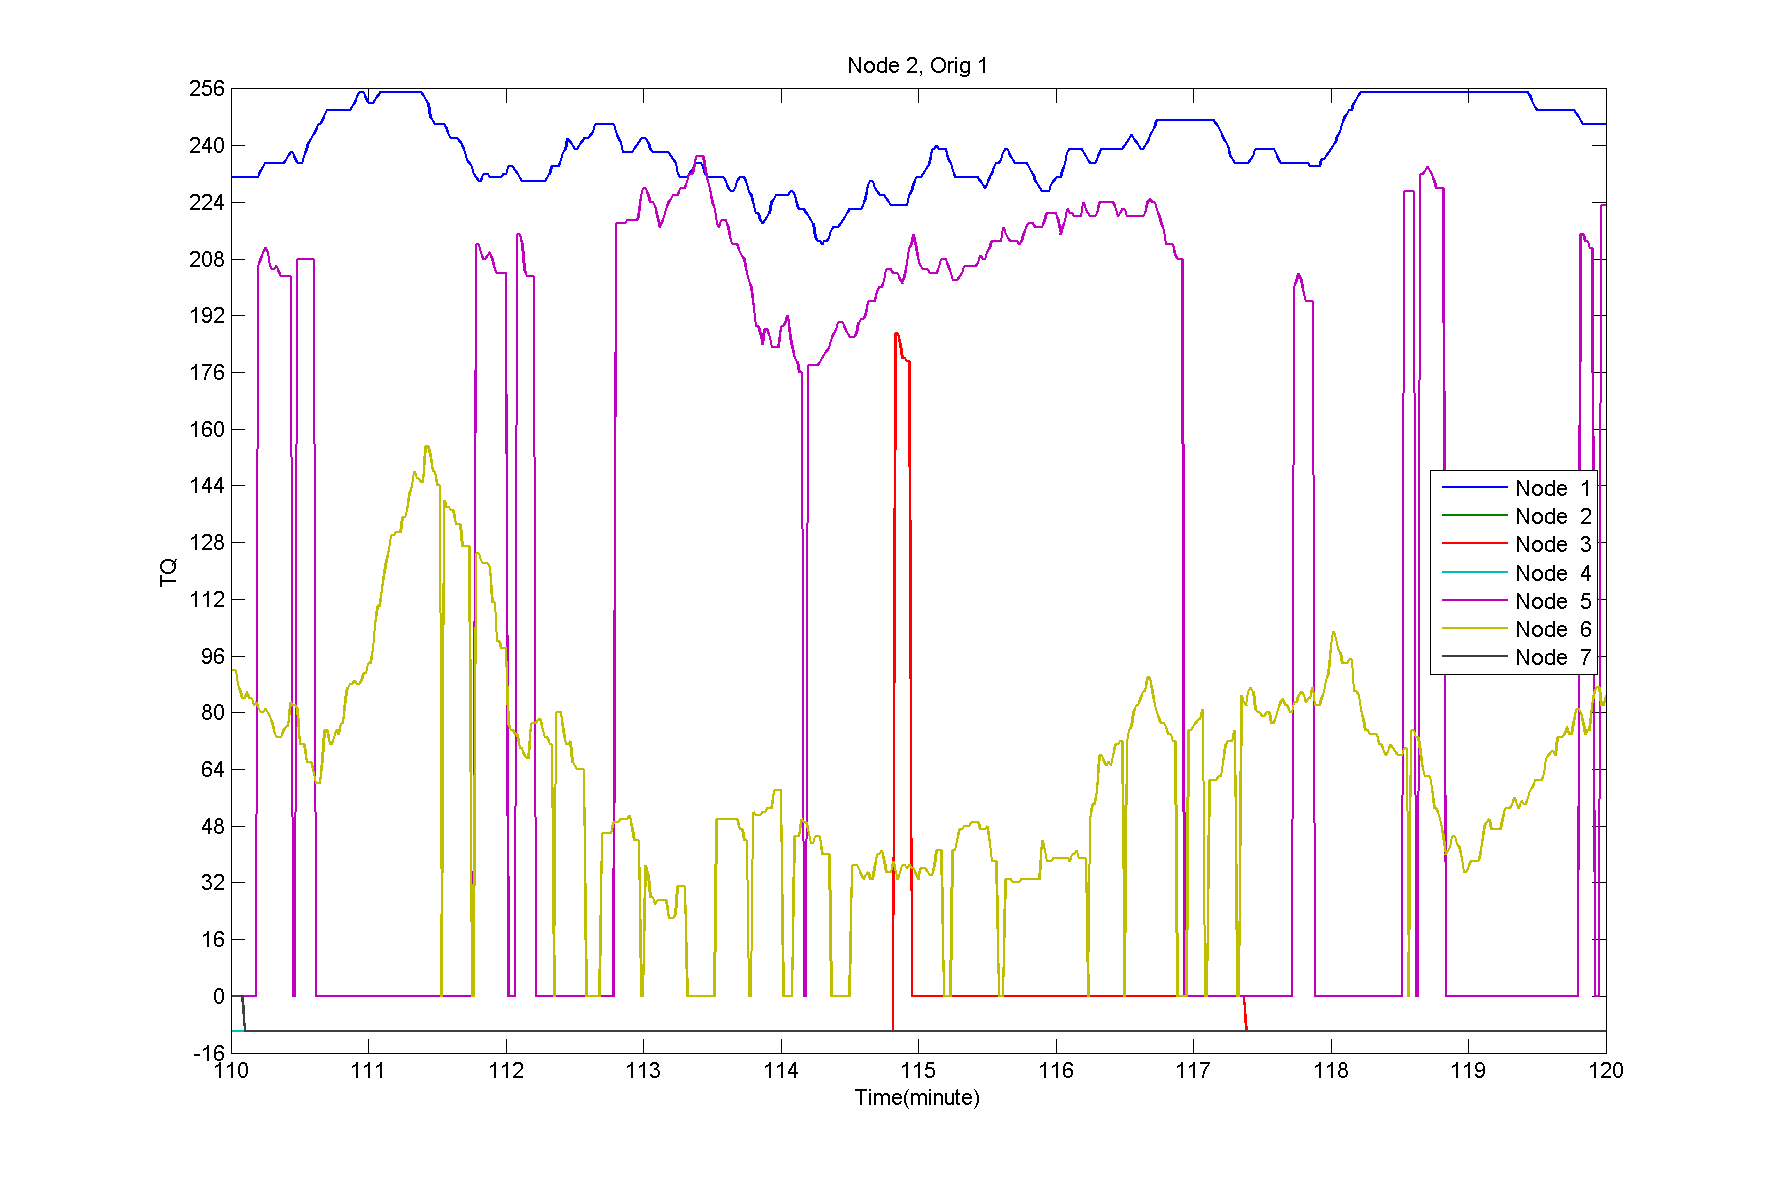 Node 2, Orig 1
256
240
224
208
192
176
160
144
128
112
96
80
64
48
32
16
0
-16
TQ
Node 1
Node 2
Node 3
Node 4
Node 5
Node 6
Node 7
110 111 112 113 114 115 116 117 118 119 120
Time(minute)